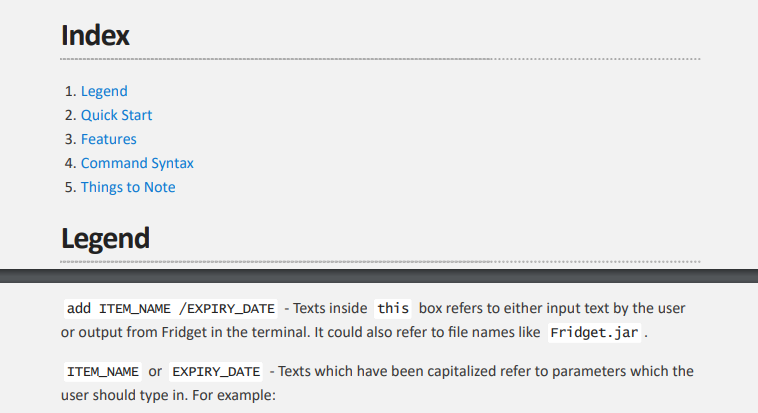 Index
1. Legend
2. Quick Start
3. Features
4. Command Syntax
5. Things to Note
Legend
add ITEM_NAME /EXPIRY_DATE - Texts inside this box refers to either input text by the user
or output from Fridget in the terminal. It could also refer to file names like Fridget.jar .
ITEM_NAME or EXPIRY_DATE - Texts which have been capitalized refer to parameters which the
user should type in. For example: